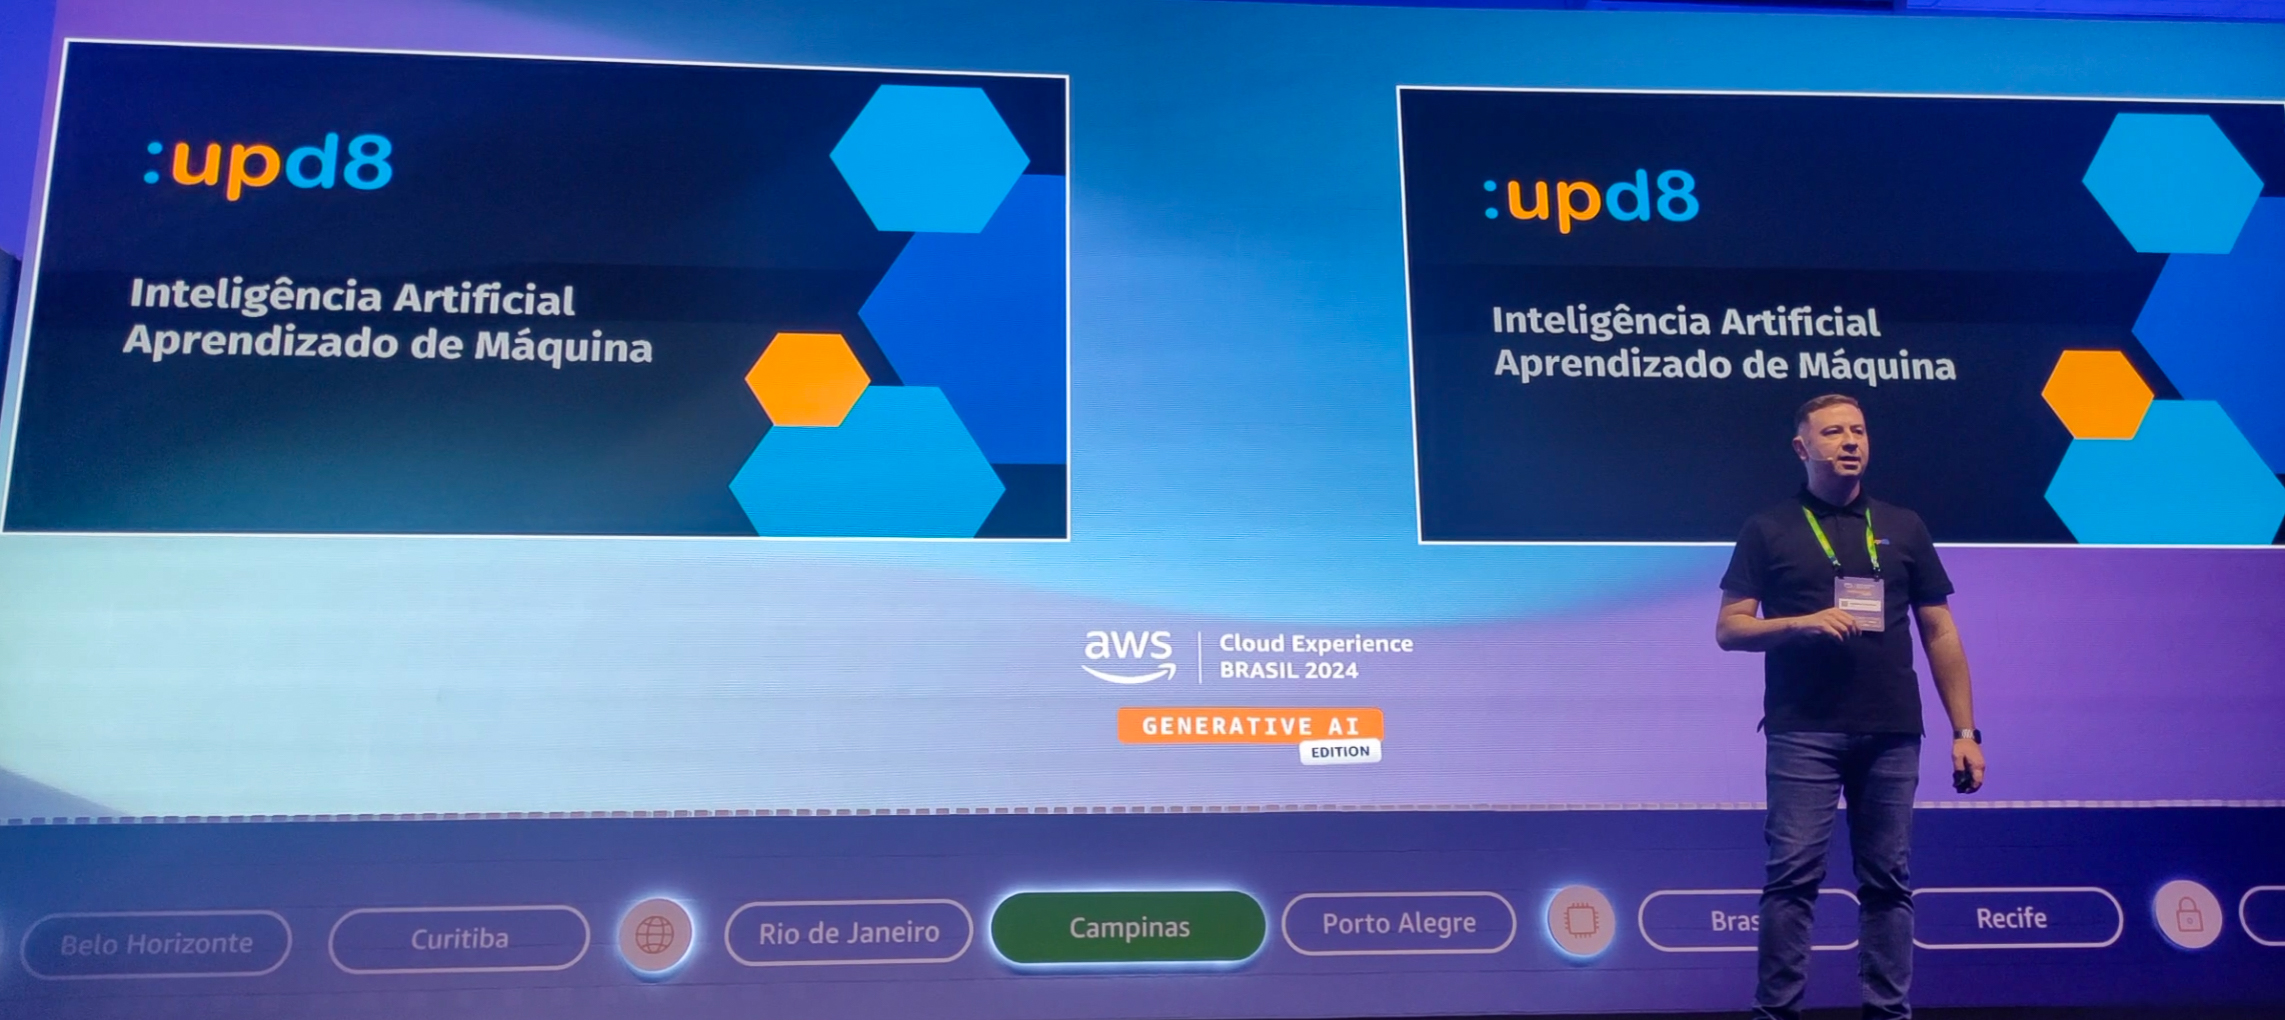 :upd8
Inteligência Artificial
Aprendizado de Máquina
:upd8
Inteligência Artificial
Aprendizado de Máquina
aws
Cloud Experience
BRASIL 2024
GENERATIVE AI
EDITION
Belo Horizonte
Curitiba
Rio de Janeiro
Campinas
Porto Alegre
Bras
Recife